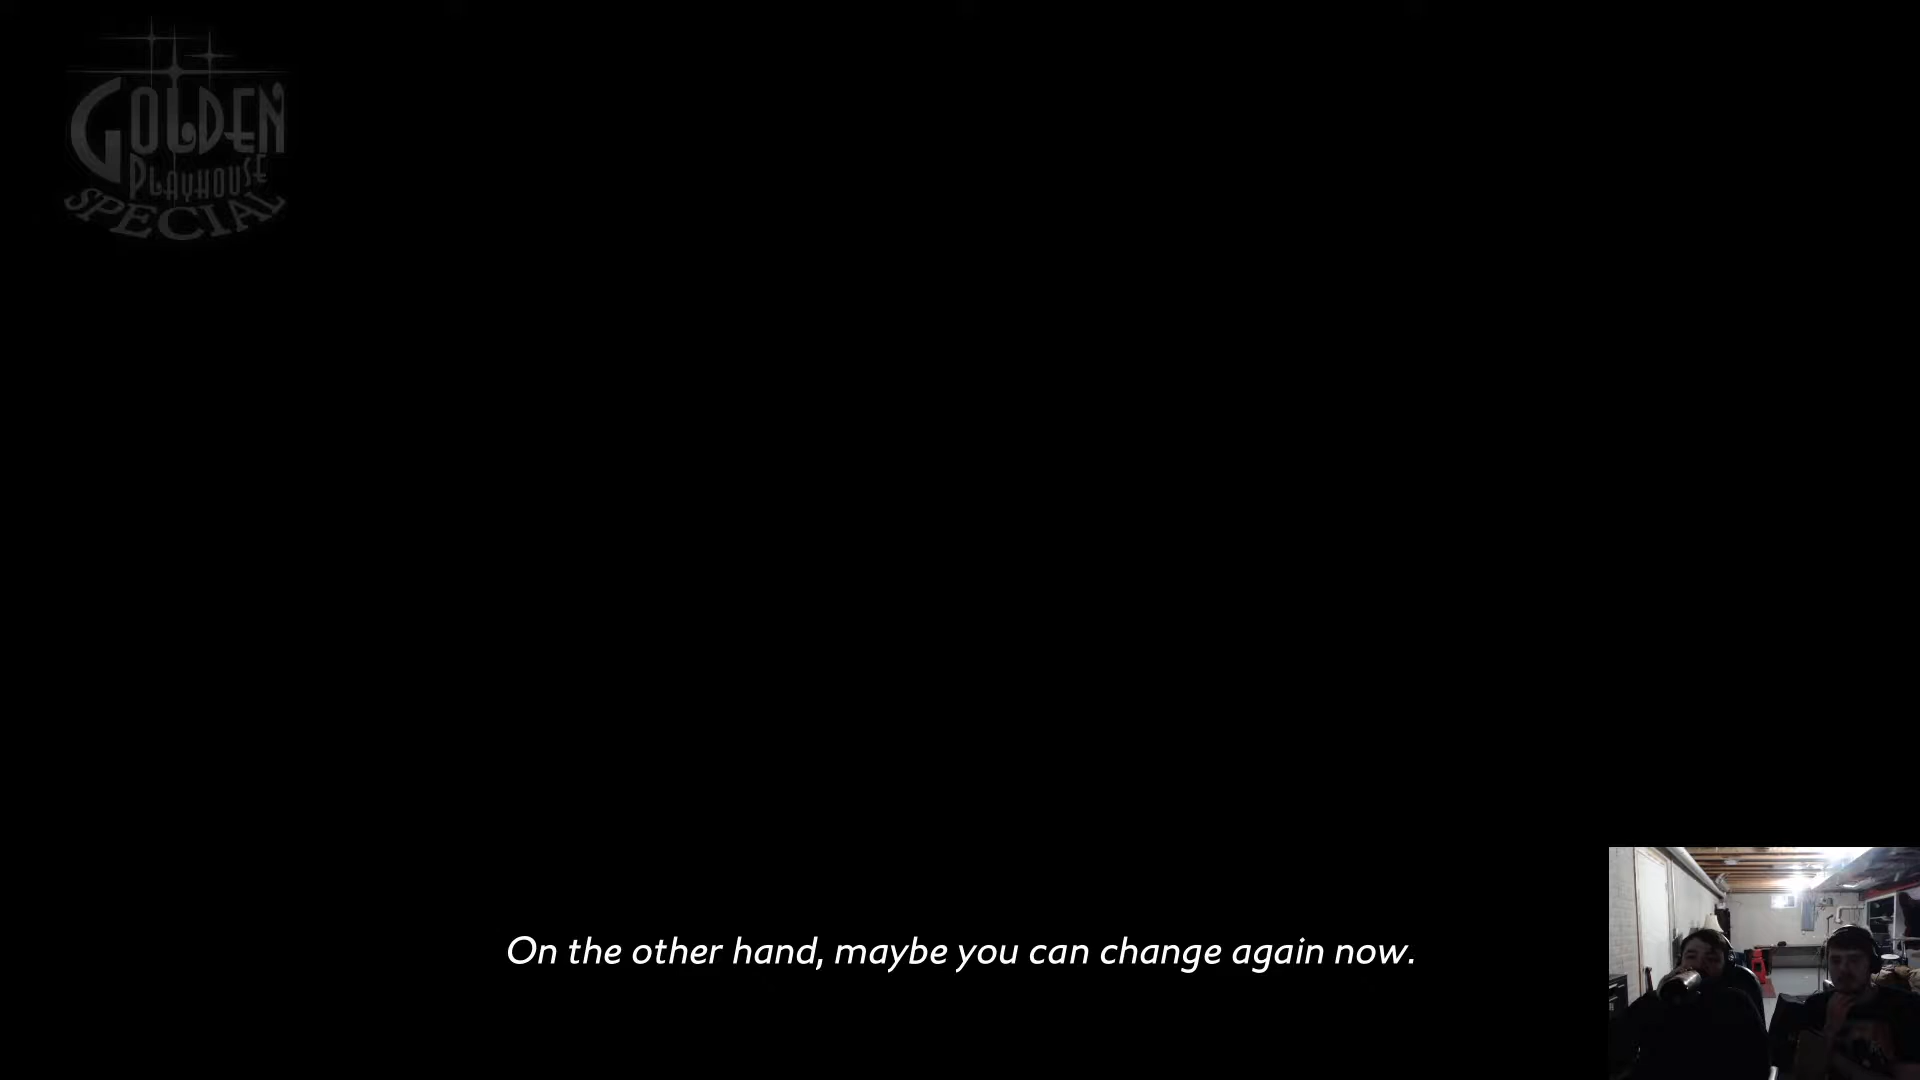 GOLDEN
PLAYHOUSE
SPECIAL
On the other hand, maybe you can change again now.